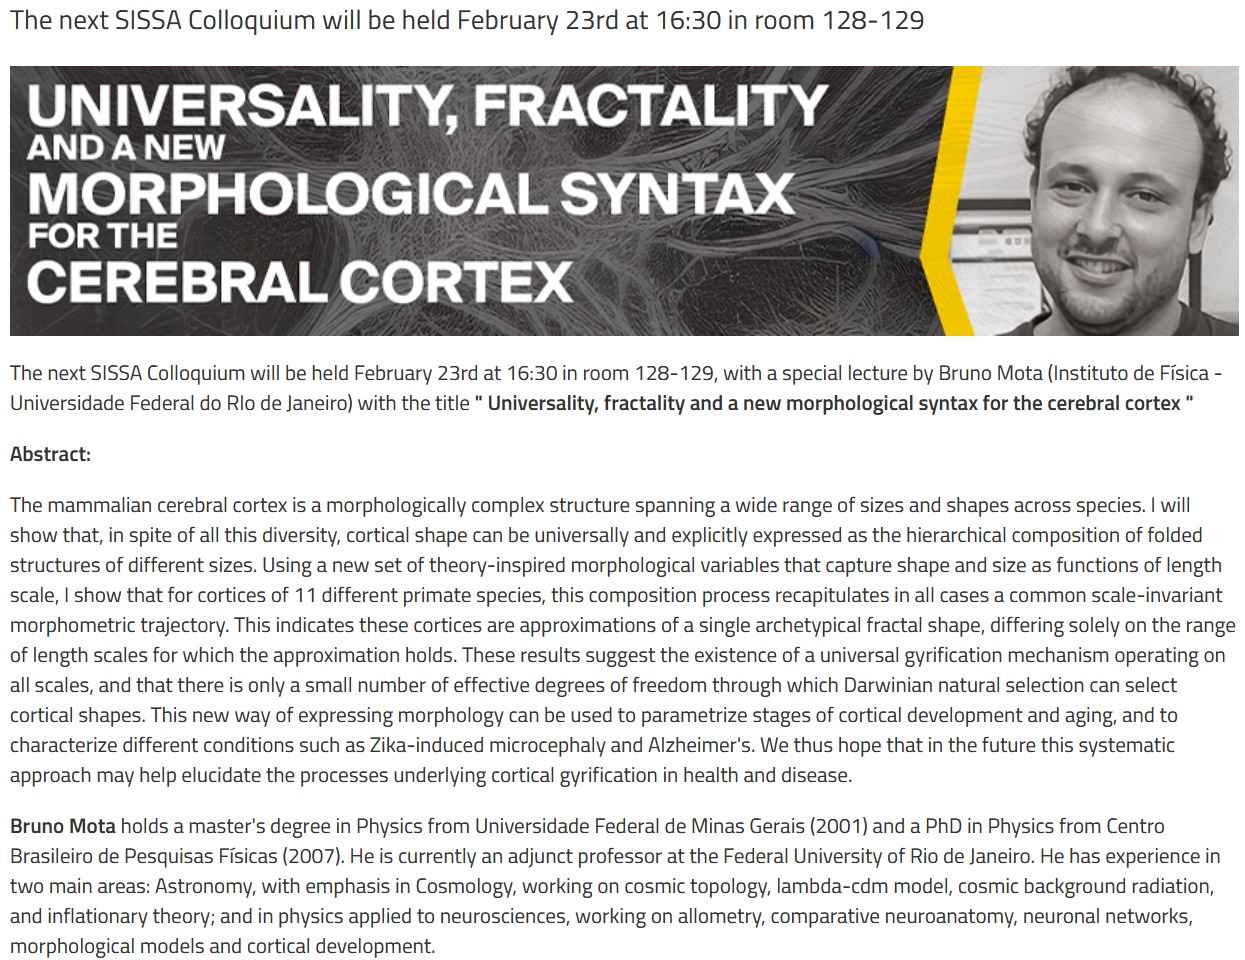 The next SISSA Colloquium will be held February 23rd at 16:30 in room 128-129
UNIVERSALITY, FRACTALITY
AND A NEW
MORPHOLOGICAL SYNTAX
FOR THE
CEREBRAL CORTEX
The next SISSA Colloquium will be held February 23rd at 16:30 in room 128-129, with a special lecture by Bruno Mota (Instituto de Física -
Universidade Federal do RIo de Janeiro) with the title " Universality, fractality and a new morphological syntax for the cerebral cortex "
Abstract:
The mammalian cerebral cortex is a morphologically complex structure spanning a wide range of sizes and shapes across species. I will
show that, in spite of all this diversity, cortical shape can be universally and explicitly expressed as the hierarchical composition of folded
structures of different sizes. Using a new set of theory-inspired morphological variables that capture shape and size as functions of length
scale, I show that for cortices of 11 different primate species, this composition process recapitulates in all cases a common scale-invariant
morphometric trajectory. This indicates these cortices are approximations of a single archetypical fractal shape, differing solely on the range
of length scales for which the approximation holds. These results suggest the existence of a universal gyrification mechanism operating on
all scales, and that there is only a small number of effective degrees of freedom through which Darwinian natural selection can select
cortical shapes. This new way of expressing morphology can be used to parametrize stages of cortical development and aging, and to
characterize different conditions such as Zika-induced microcephaly and Alzheimer's. We thus hope that in the future this systematic
approach may help elucidate the processes underlying cortical gyrification in health and disease.
Bruno Mota holds a master's degree in Physics from Universidade Federal de Minas Gerais (2001) and a PhD in Physics from Centro
Brasileiro de Pesquisas Físicas (2007). He is currently an adjunct professor at the Federal University of Rio de Janeiro. He has experience in
two main areas: Astronomy, with emphasis in Cosmology, working on cosmic topology, lambda-cdm model, cosmic background radiation,
and inflationary theory; and in physics applied to neurosciences, working on allometry, comparative neuroanatomy, neuronal networks,
morphological models and cortical development.